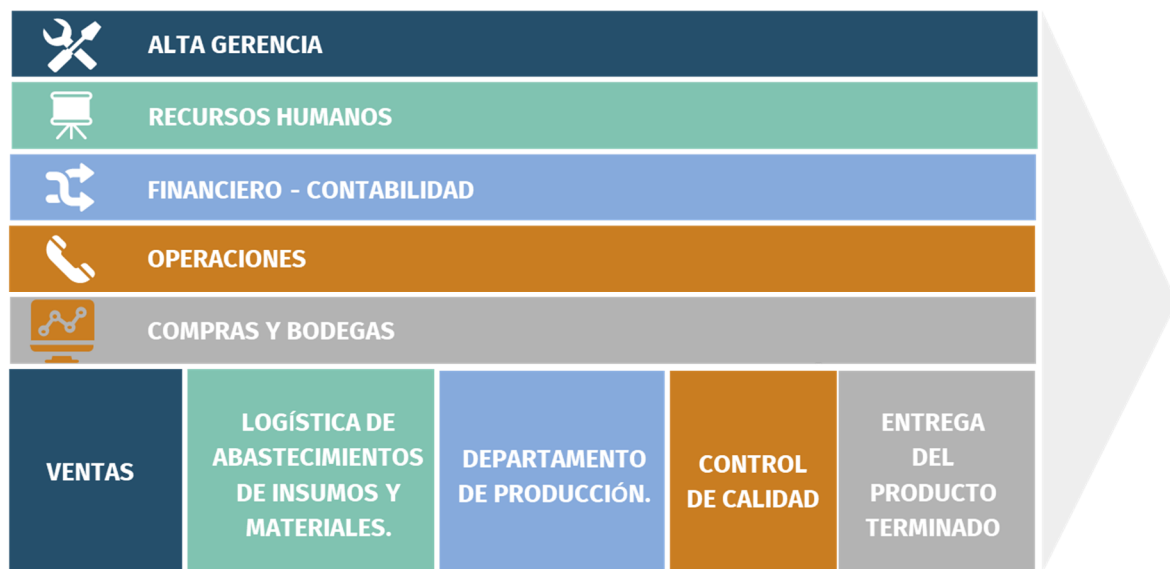 ALTA GERENCIA
RECURSOS HUMANOS
FINANCIERO - CONTABILIDAD
OPERACIONES
COMPRAS Y BODEGAS
VENTAS
LOGÍSTICA DE
ABASTECIMIENTOS
DE INSUMOS Y
MATERIALES.
DEPARTAMENTO
DE PRODUCCIÓN.
CONTROL
DE CALIDAD
ENTREGA
DEL
PRODUCTO
TERMINADO